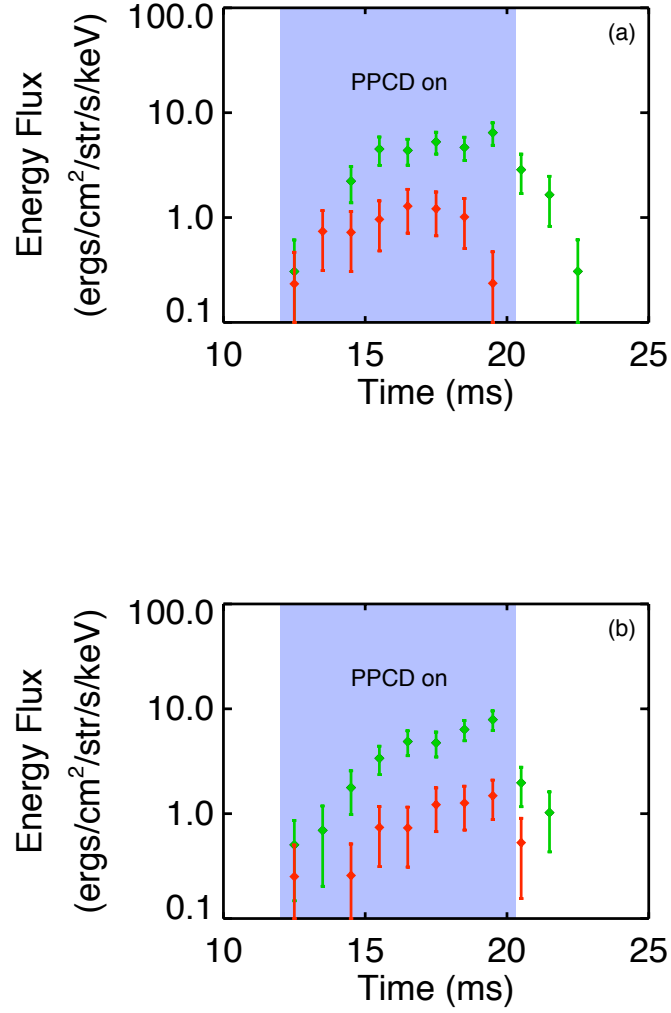 100.0
(a)
PPCD on
10.0
1.0
0.1
10 15 20 25
Time (ms)
Energy Flux
(ergs/cm²/str/s/keV)
100.0
(b)
PPCD on
10.0
1.0
0.1
10 15 20 25
Time (ms)
Energy Flux
(ergs/cm²/str/s/keV)